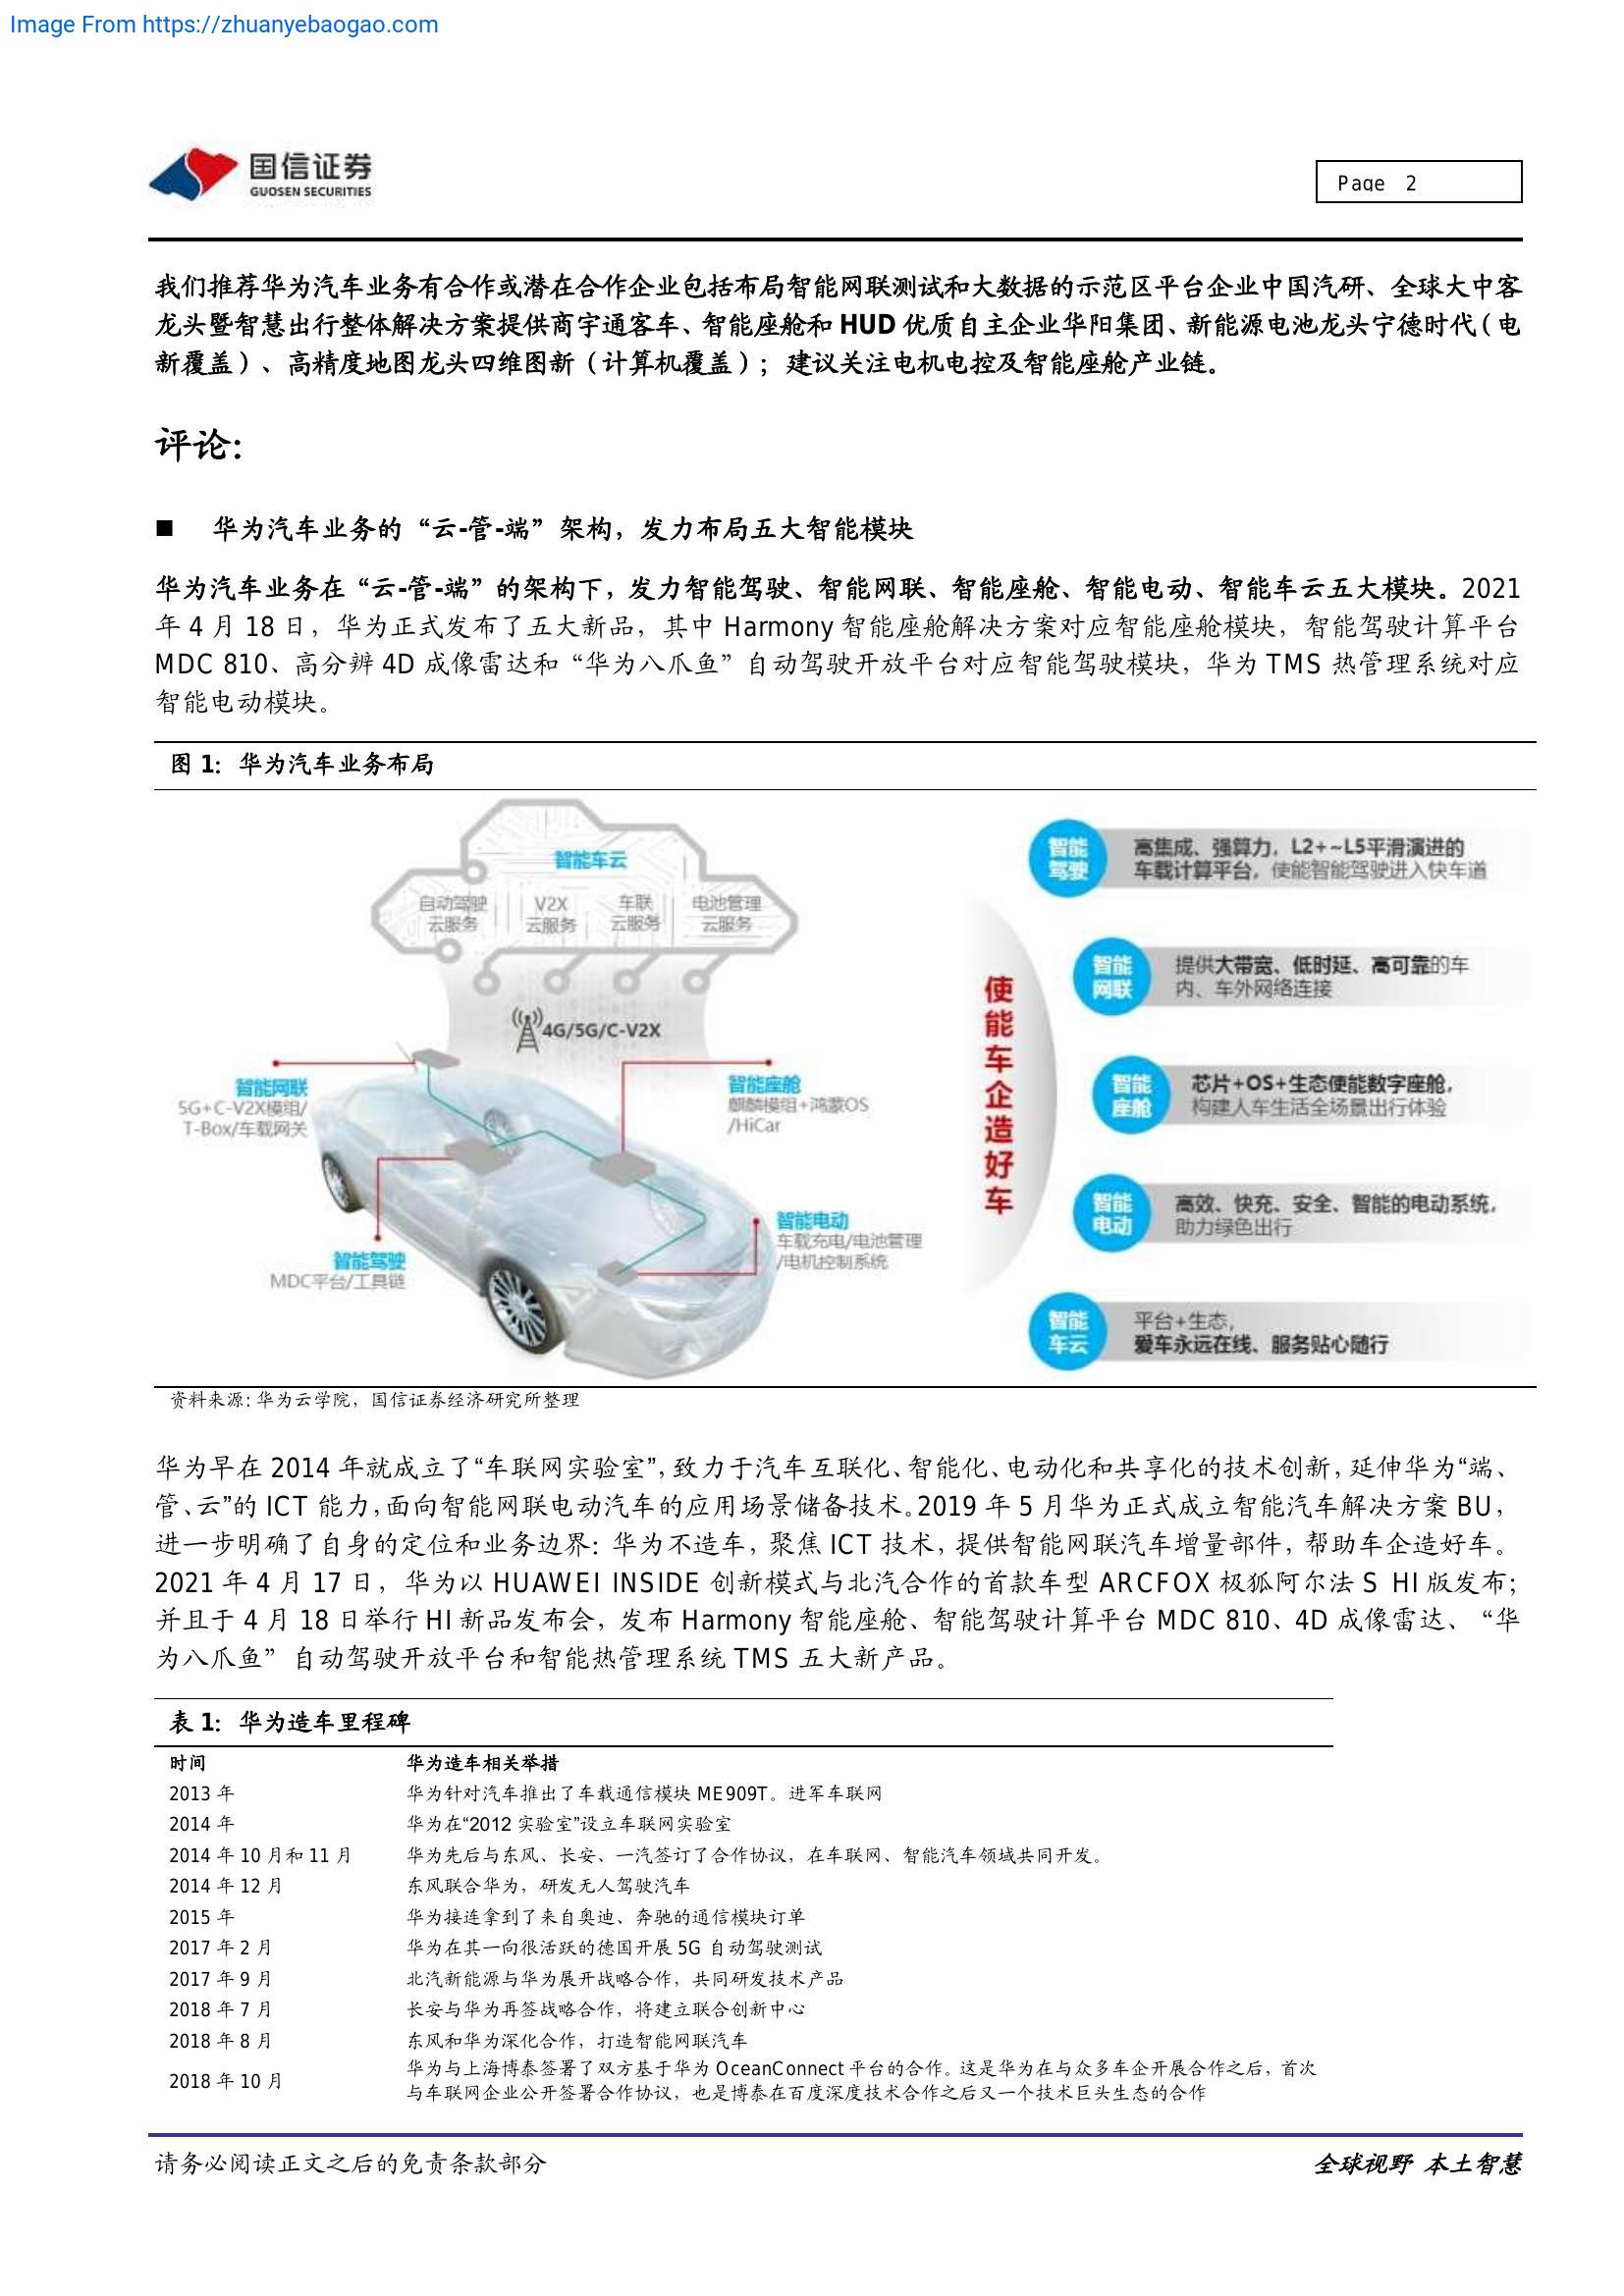 Image From https://zhuanyebaogao.com
国信证券
GUOSEN SECURITIES
Page 2
我们推荐华为汽车业务有合作或潜在合作企业包括布局智能网联测试和大数据的示范区平台企业中国汽研、全球大中客
龙头暨智慧出行整体解决方案提供商宇通客车、智能座舱和 HUD 优质自主企业华阳集团、新能源电池龙头宁德时代（电
新覆盖）、高精度地图龙头四维图新（计算机覆盖）；建议关注电机电控及智能座舱产业链。
评论：
■ 华为汽车业务的“云-管-端”架构，发力布局五大智能模块
华为汽车业务在“云-管-端”的架构下，发力智能驾驶、智能网联、智能座舱、智能电动、智能车云五大模块。2021
年 4 月 18 日，华为正式发布了五大新品，其中 Harmony 智能座舱解决方案对应智能座舱模块，智能驾驶计算平台
MDC 810、高分辨 4D 成像雷达和“华为八爪鱼”自动驾驶开放平台对应智能驾驶模块，华为 TMS 热管理系统对应
智能电动模块。
图 1：华为汽车业务布局
智能车云
自动驾驶
云服务
V2X
云服务
车联
云服务
电池管理
云服务
4G/5G/C-V2X
智能网联
5G+C-V2X模组/
T-Box/车载网关
智能座舱
麒麟模组+鸿蒙OS
/HiCar
智能驾驶
MDC平台/工具链
智能电动
车载充电/电池管理
/电机控制系统
使能车企造好车
智能
驾驶
高集成、强算力，L2+~L5平滑演进的
车载计算平台，使能智能驾驶进入快车道
智能
网联
提供大带宽、低时延、高可靠的车
内、车外网络连接
智能
座舱
芯片+OS+生态使能数字座舱，
构建人车生活全场景出行体验
智能
电动
高效、快充、安全、智能的电动系统，
助力绿色出行
智能
车云
平台+生态，
爱车永远在线、服务贴心随行
资料来源：华为云学院，国信证券经济研究所整理
华为早在 2014 年就成立了“车联网实验室”，致力于汽车互联化、智能化、电动化和共享化的技术创新，延伸华为“端、
管、云”的 ICT 能力，面向智能网联电动汽车的应用场景储备技术。2019 年 5 月华为正式成立智能汽车解决方案 BU，
进一步明确了自身的定位和业务边界：华为不造车，聚焦 ICT 技术，提供智能网联汽车增量部件，帮助车企造好车。
2021 年 4 月 17 日，华为以 HUAWEI INSIDE 创新模式与北汽合作的首款车型 ARCFOX 极狐阿尔法 S HI 版发布；
并且于 4 月 18 日举行 HI 新品发布会，发布 Harmony 智能座舱、智能驾驶计算平台 MDC 810、4D 成像雷达、“华
为八爪鱼”自动驾驶开放平台和智能热管理系统 TMS 五大新产品。
表 1：华为造车里程碑
时间 华为造车相关举措
2013 年 华为针对汽车推出了车载通信模块 ME909T。进军车联网
2014 年 华为在“2012 实验室”设立车联网实验室
2014 年 10 月和 11 月 华为先后与东风、长安、一汽签订了合作协议，在车联网、智能汽车领域共同开发。
2014 年 12 月 东风联合华为，研发无人驾驶汽车
2015 年 华为接连拿到了来自奥迪、奔驰的通信模块订单
2017 年 2 月 华为在其一向很活跃的德国开展 5G 自动驾驶测试
2017 年 9 月 北汽新能源与华为展开战略合作，共同研发技术产品
2018 年 7 月 长安与华为再签战略合作，将建立联合创新中心
2018 年 8 月 东风和华为深化合作，打造智能网联汽车
2018 年 10 月 华为与上海博泰签署了双方基于华为 OceanConnect 平台的合作。这是华为在与众多车企开展合作之后，首次
与车联网企业公开签署合作协议，也是博泰在百度深度技术合作之后又一个技术巨头生态的合作
请务必阅读正文之后的免责条款部分
全球视野 本土智慧